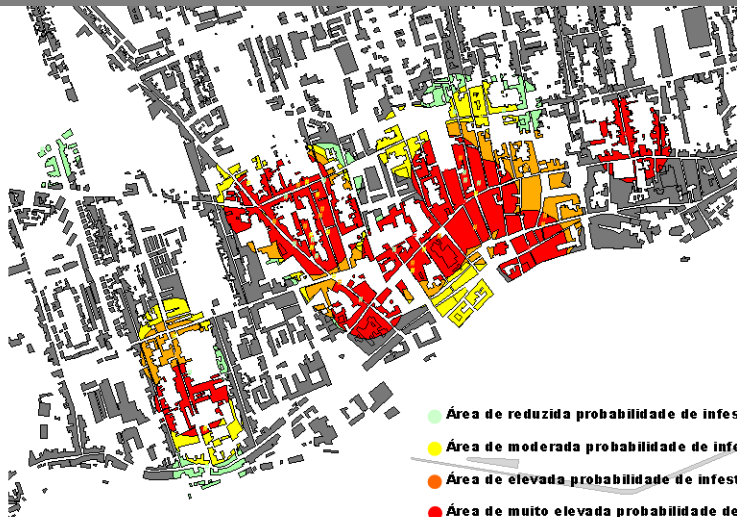 Área de reduzida probabilidade de
Área de moderada probabilidade de
Área de elevada probabilidade de
Área de muito elevada probabilidade de